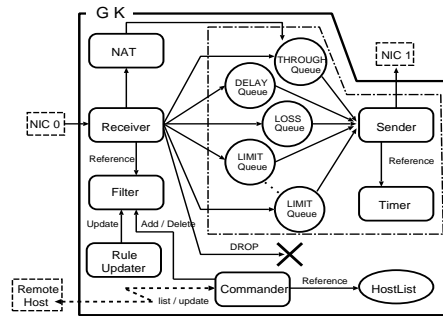 G K
NAT
THROUGH
Queue
DELAY
Queue
NIC 1
NIC 0
Receiver
LOSS
Queue
Sender
Reference
LIMIT
Queue
Reference
Filter
LIMIT
Queue
Timer
Update
Add / Delete
Rule
Updater
DROP
Remote
Host
list / update
Commander
Reference
HostList